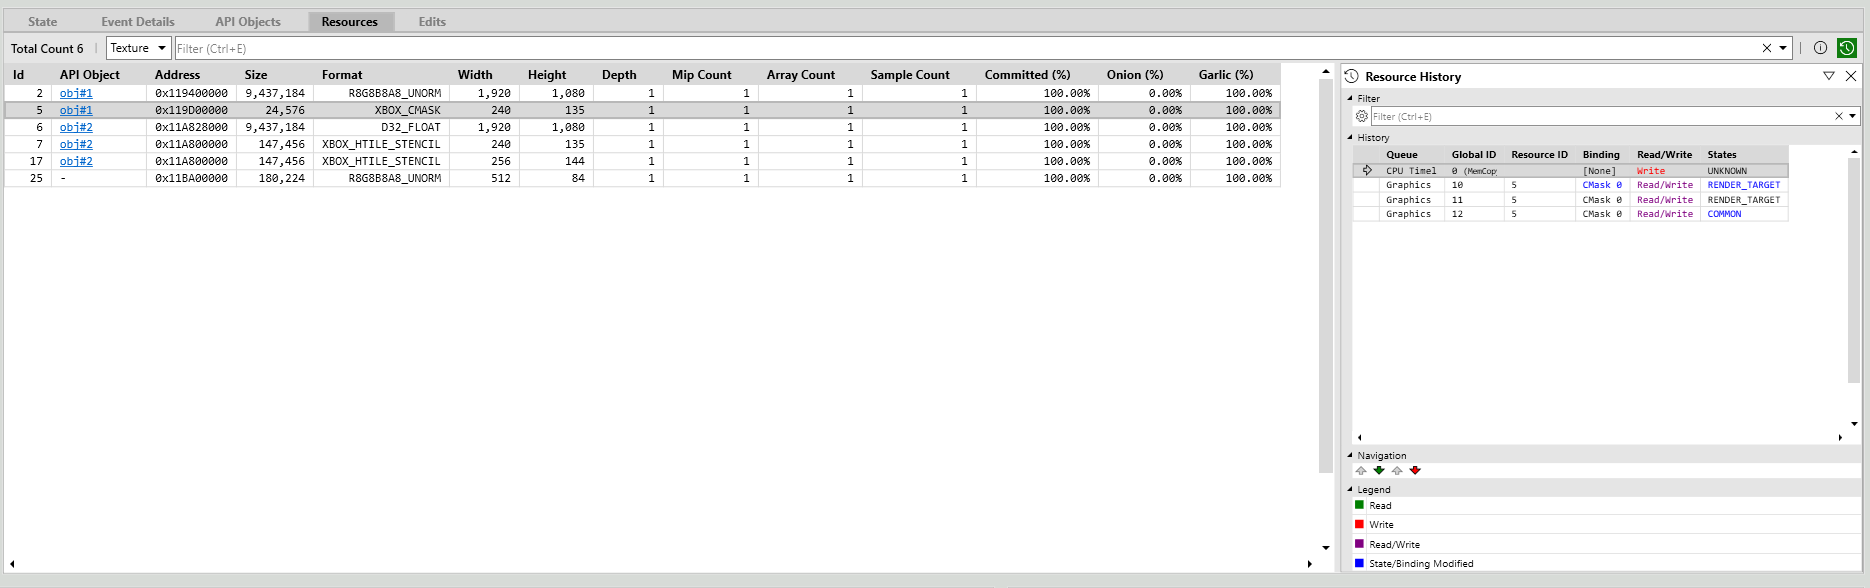 State Event Details API Objects Resources Edits
Total Count 6 Texture Filter (Ctrl+E)
Id API Object Address Size Format Width Height Depth Mip Count Array Count Sample Count Committed (%) Onion (%) Garlic (%)
2 obj#1 0x119400000 9,437,184 R8G8B8A8_UNORM 1,920 1,080 1 1 1 1 100.00% 0.00% 100.00%
5 obj#1 0x119D00000 24,576 XBOX_CMASK 240 135 1 1 1 1 100.00% 0.00% 100.00%
6 obj#2 0x11A828000 9,437,184 D32_FLOAT 1,920 1,080 1 1 1 1 100.00% 0.00% 100.00%
7 obj#2 0x11A800000 147,456 XBOX_HTILE_STENCIL 240 135 1 1 1 1 100.00% 0.00% 100.00%
17 obj#2 0x11A800000 147,456 XBOX_HTILE_STENCIL 256 144 1 1 1 1 100.00% 0.00% 100.00%
25 - 0x11BA00000 180,224 R8G8B8A8_UNORM 512 84 1 1 1 1 100.00% 0.00% 100.00%
Resource History
Filter
Filter (Ctrl+E)
History
Queue Global ID Resource ID Binding Read/Write States
CPU Timel 0 (MemCop [None] Write UNKNOWN
Graphics 10 5 CMask 0 Read/Write RENDER_TARGET
Graphics 11 5 CMask 0 Read/Write RENDER_TARGET
Graphics 12 5 CMask 0 Read/Write COMMON
Navigation
Legend
Read
Write
Read/Write
State/Binding Modified